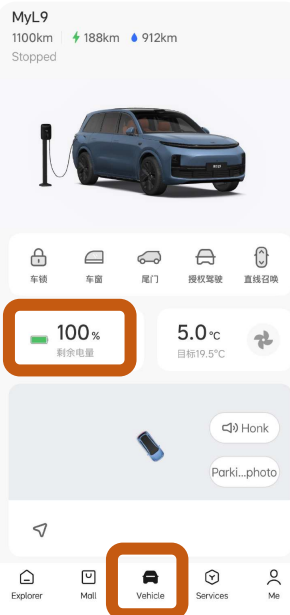 MyL9
1100km 188km 912km
Stopped
车锁 车窗 尾门 授权驾驶 直线召唤
100% 5.0°C
剩余电量 目标19.5°C
Honk
Parki...photo
Explorer Mall Vehicle Services Me